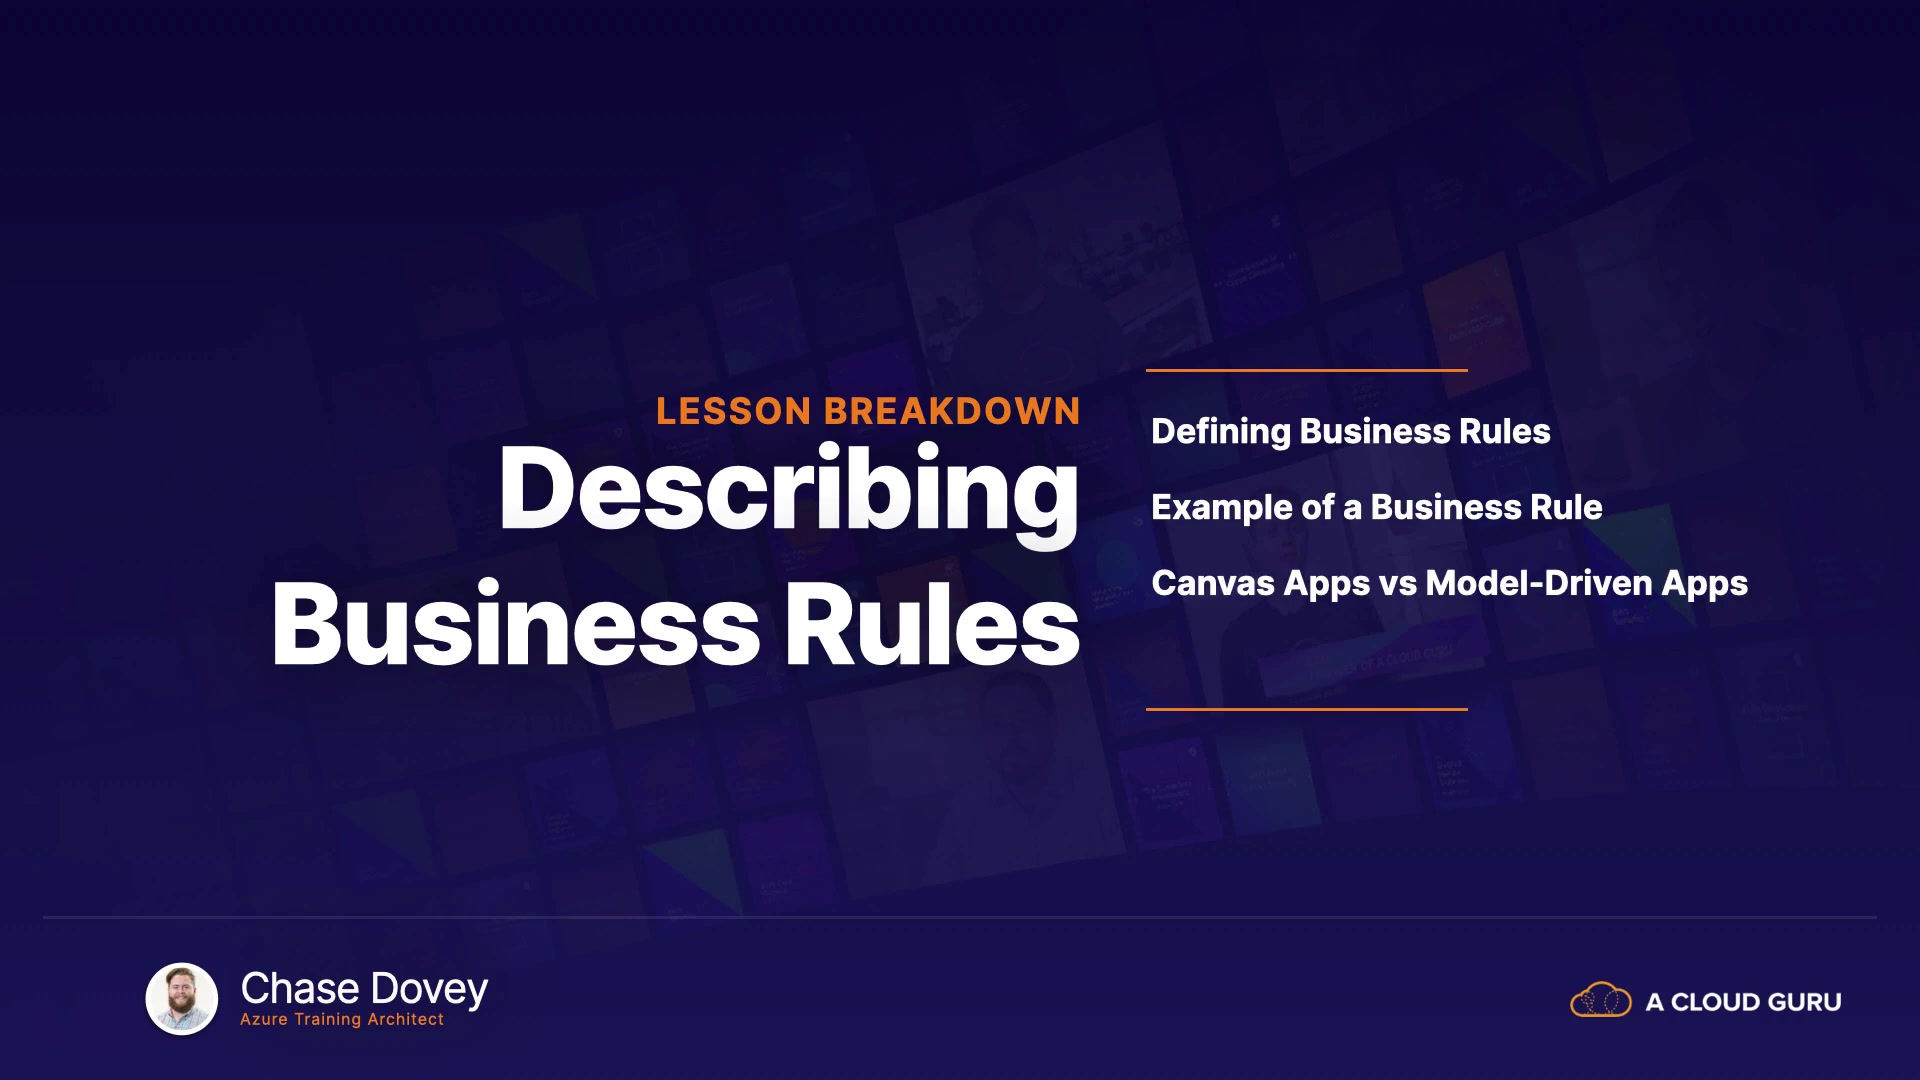 LESSON BREAKDOWN
Describing
Business Rules
Defining Business Rules
Example of a Business Rule
Canvas Apps vs Model-Driven Apps
Chase Dovey
Azure Training Architect
A CLOUD GURU